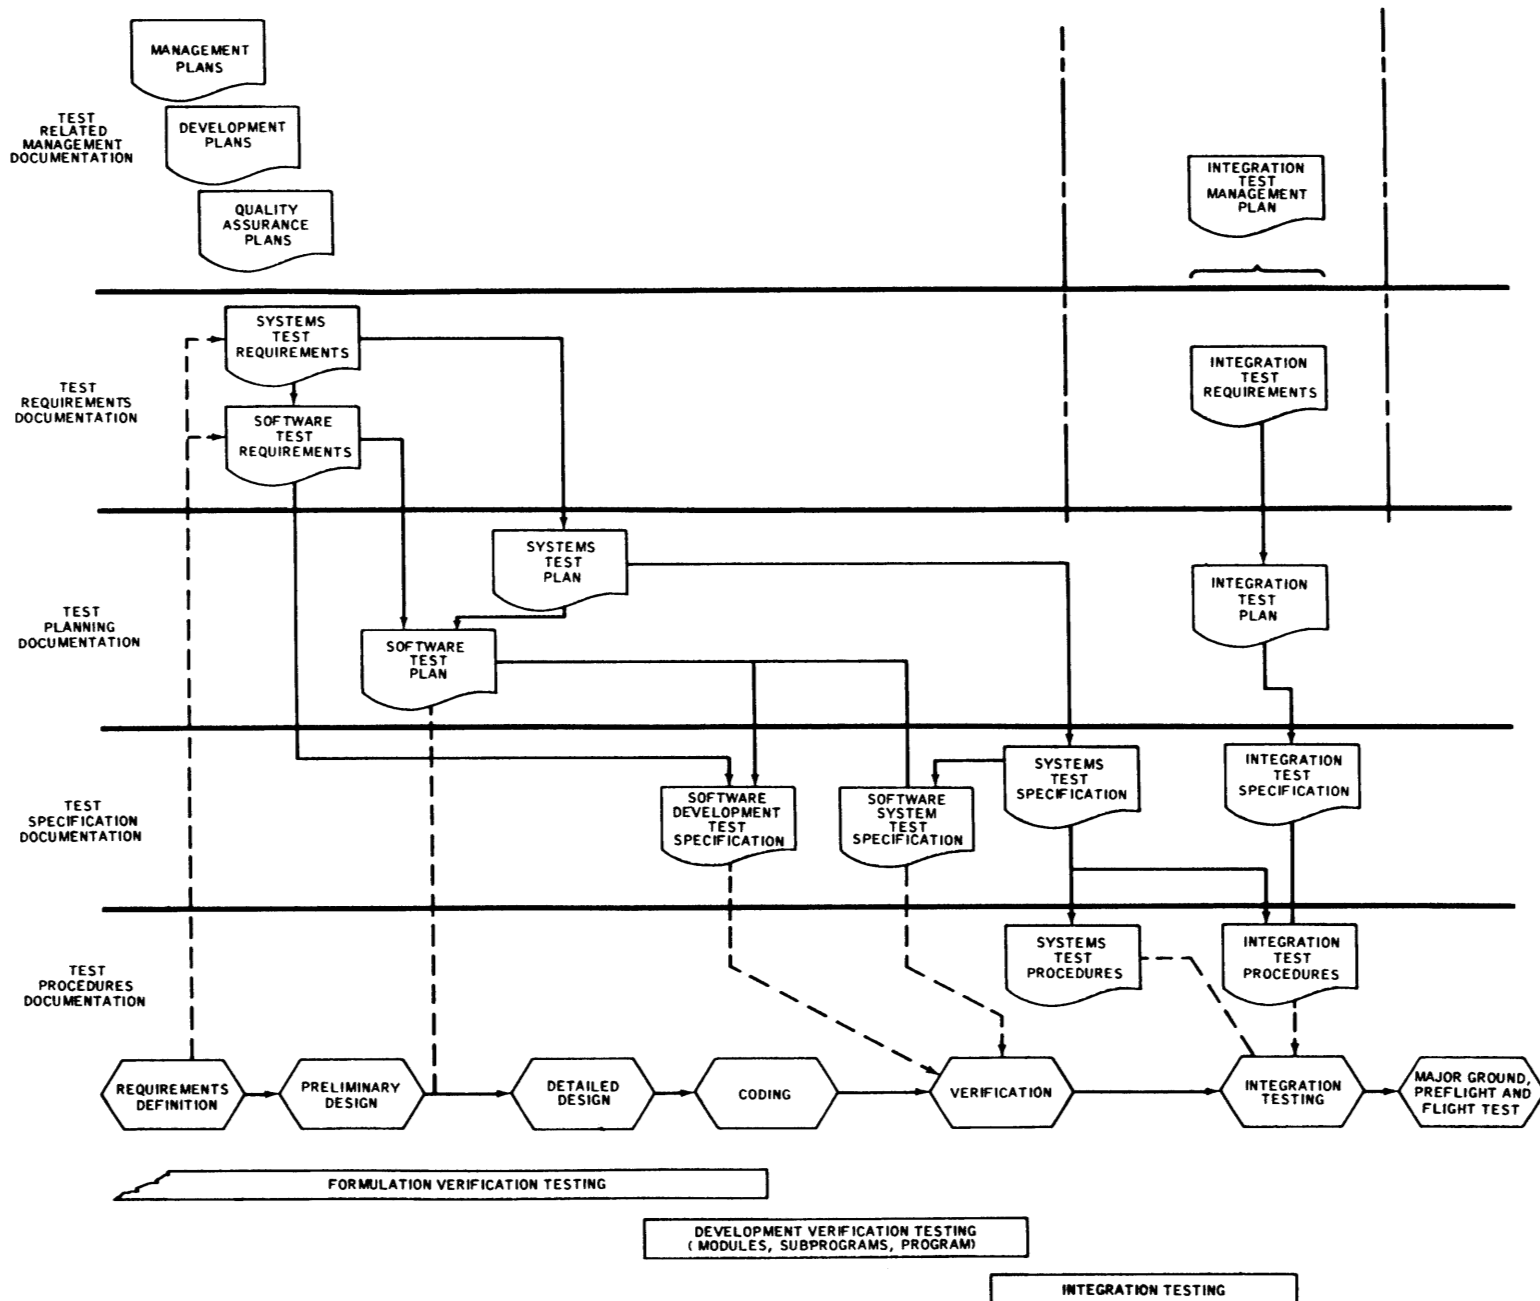 MANAGEMENT
PLANS
TEST
RELATED
MANAGEMENT
DOCUMENTATION
DEVELOPMENT
PLANS
QUALITY
ASSURANCE
PLANS
INTEGRATION
TEST
MANAGEMENT
PLAN
TEST
REQUIREMENTS
DOCUMENTATION
SYSTEMS
TEST
REQUIREMENTS
SOFTWARE
TEST
REQUIREMENTS
INTEGRATION
TEST
REQUIREMENTS
TEST
PLANNING
DOCUMENTATION
SYSTEMS
TEST
PLAN
SOFTWARE
TEST
PLAN
INTEGRATION
TEST
PLAN
TEST
SPECIFICATION
DOCUMENTATION
SOFTWARE
DEVELOPMENT
TEST
SPECIFICATION
SOFTWARE
SYSTEM
TEST
SPECIFICATION
SYSTEMS
TEST
SPECIFICATION
INTEGRATION
TEST
SPECIFICATION
TEST
PROCEDURES
DOCUMENTATION
SYSTEMS
TEST
PROCEDURES
INTEGRATION
TEST
PROCEDURES
REQUIREMENTS
DEFINITION
PRELIMINARY
DESIGN
DETAILED
DESIGN
CODING
VERIFICATION
INTEGRATION
TESTING
MAJOR GROUND,
PREFLIGHT AND
FLIGHT TEST
FORMULATION VERIFICATION TESTING
DEVELOPMENT VERIFICATION TESTING
( MODULES, SUBPROGRAMS, PROGRAM)
INTEGRATION TESTING